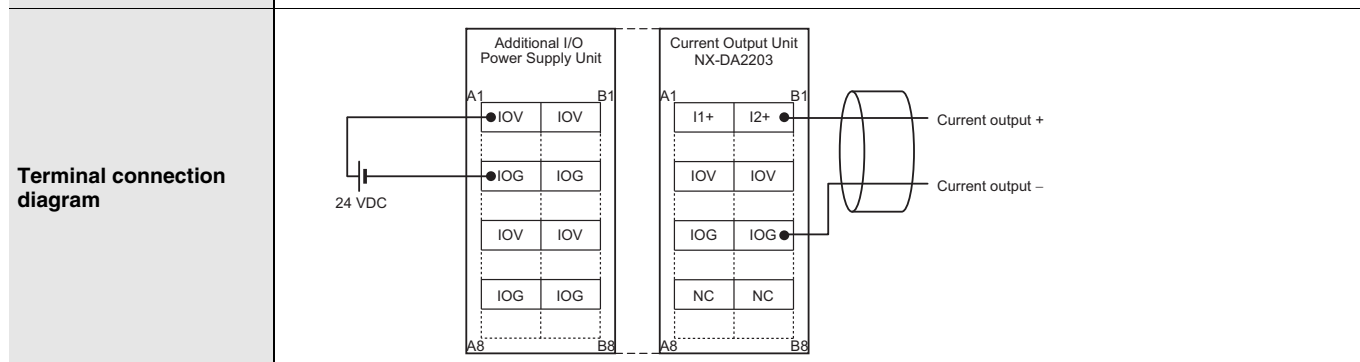 Terminal connection
diagram
Additional I/O
Power Supply Unit
A1
B1
IOV
IOV
IOG
IOG
24 VDC
IOV
IOV
IOG
IOG
A8
B8
Current Output Unit
NX-DA2203
A1
B1
I1+
I2+
Current output +
IOV
IOV
Current output –
IOG
IOG
NC
NC
A8
B8